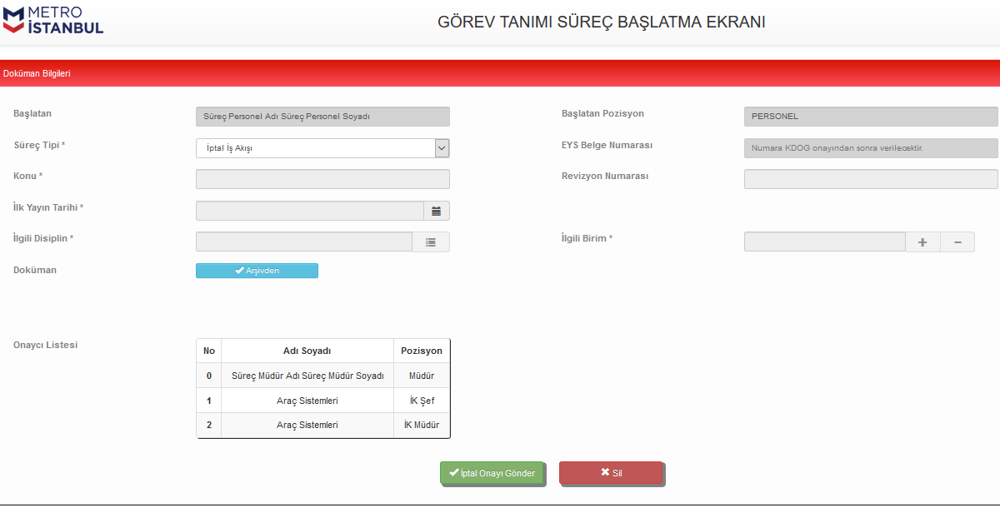 METRO
İSTANBUL
GÖREV TANIMI SÜREÇ BAŞLATMA EKRANI
Doküman Bilgileri
Başlatan
Süreç Personel Adı Süreç Personel Soyadı
Başlatan Pozisyon
PERSONEL
Süreç Tipi *
İptal İş Akışı
EYS Belge Numarası
Numara KDOG onayından sonra verilecektir.
Konu *
Revizyon Numarası
İlk Yayın Tarihi *
İlgili Disiplin *
İlgili Birim *
Doküman
Arşivden
Onaycı Listesi
No Adı Soyadı Pozisyon
0 Süreç Müdür Adı Süreç Müdür Soyadı Müdür
1 Araç Sistemleri İK Şef
2 Araç Sistemleri İK Müdür
İptal Onayı Gönder
Sil